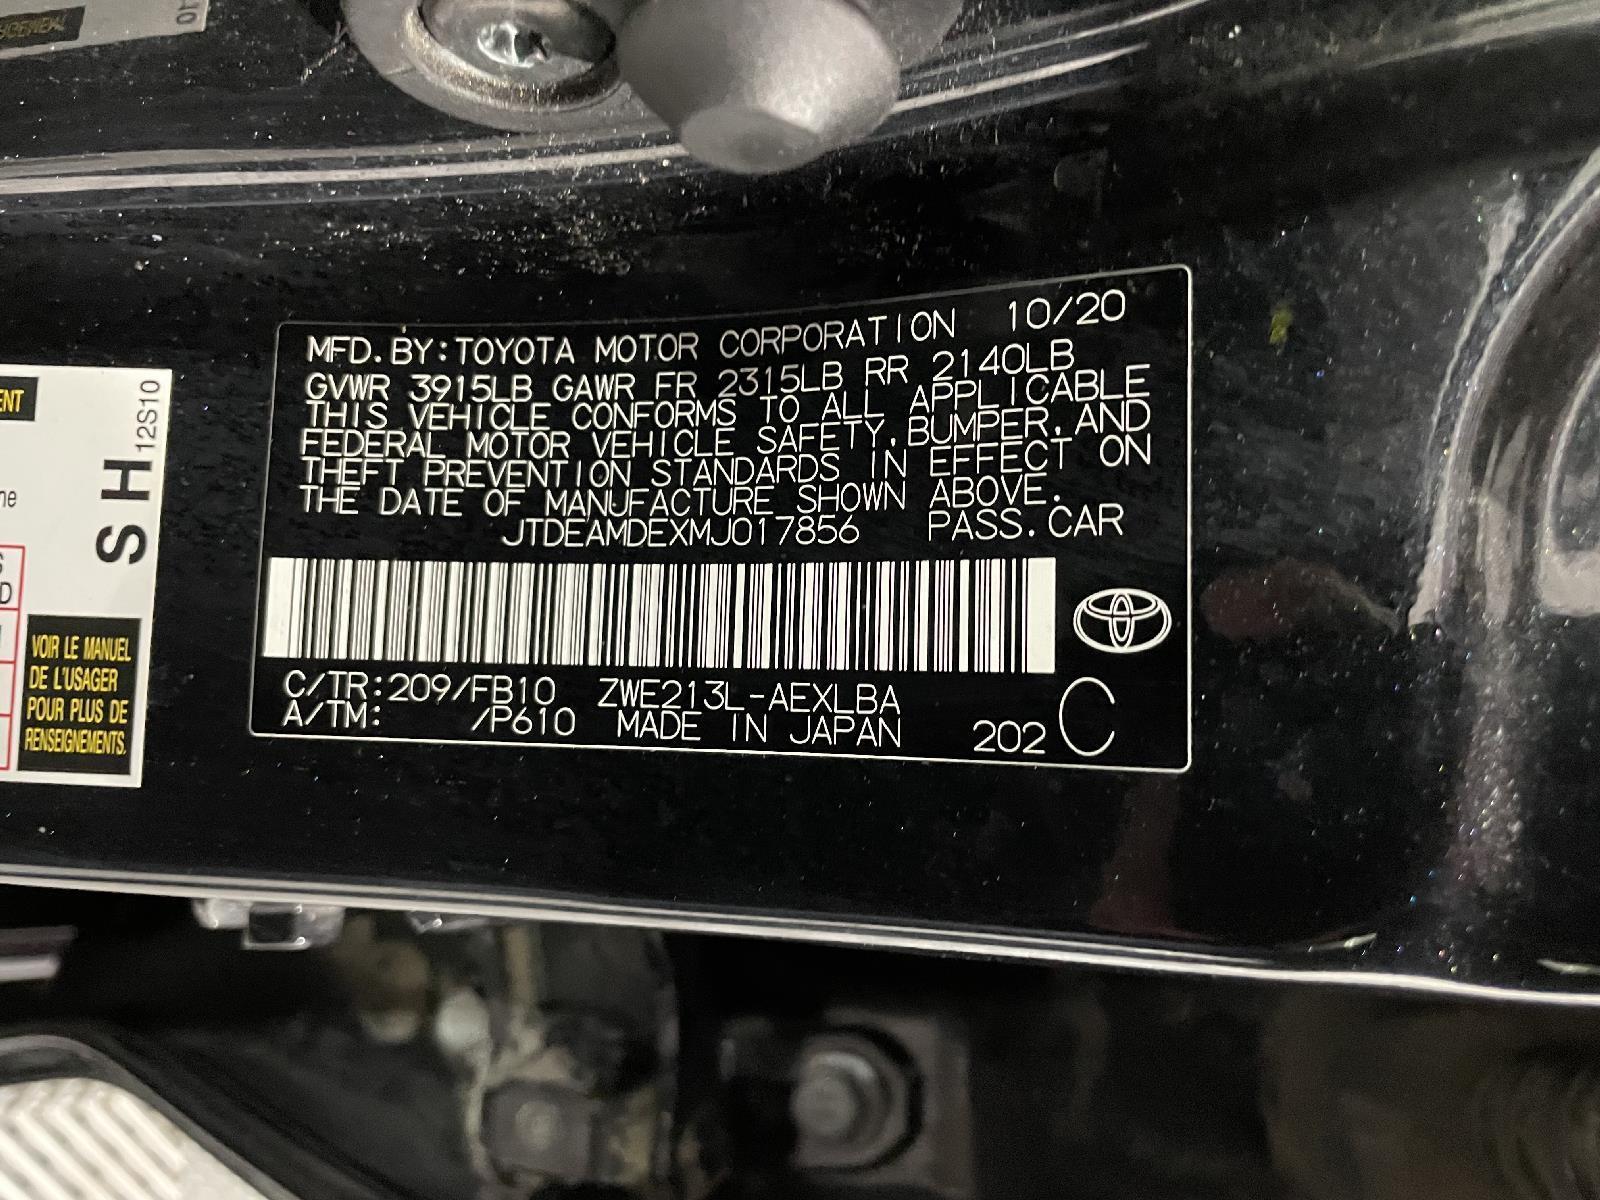 MFD.BY:TOYOTA MOTOR CORPORATION 10/20
GVWR 3915LB GAWR FR 2315LB RR 2140LB
THIS VEHICLE CONFORMS TO ALL APPLICABLE
FEDERAL MOTOR VEHICLE SAFETY,BUMPER,AND
THEFT PREVENTION STANDARDS IN EFFECT ON
THE DATE OF MANUFACTURE SHOWN ABOVE.
JTDEAMDEXMJ017856 PASS.CAR
C/TR:209/FB10 ZWE213L-AEXLBA
A/TM: /P610 MADE IN JAPAN 202 C
SH
12S10
VOIR LE MANUEL
DE L'USAGER
POUR PLUS DE
RENSEIGNEMENTS.